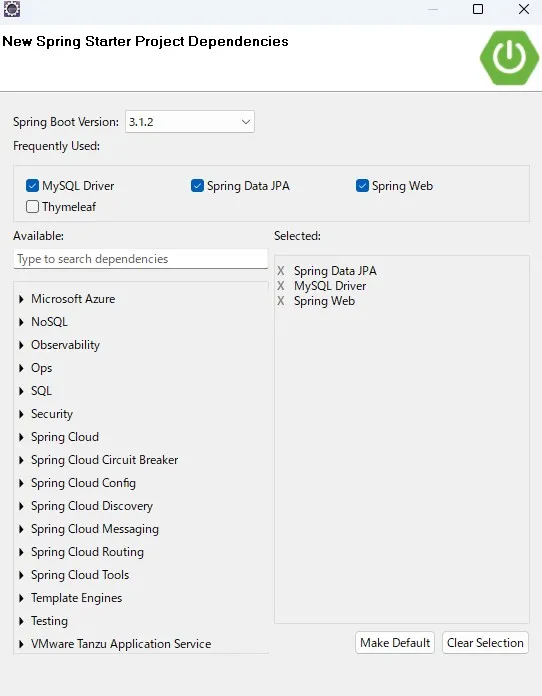 New Spring Starter Project Dependencies
Spring Boot Version: 3.1.2
Frequently Used:
MySQL Driver Spring Data JPA Spring Web
Thymeleaf
Available: Selected:
Type to search dependencies
X Spring Data JPA
X MySQL Driver
X Spring Web
Microsoft Azure
NoSQL
Observability
Ops
SQL
Security
Spring Cloud
Spring Cloud Circuit Breaker
Spring Cloud Config
Spring Cloud Discovery
Spring Cloud Messaging
Spring Cloud Routing
Spring Cloud Tools
Template Engines
Testing
VMware Tanzu Application Service
Make Default Clear Selection